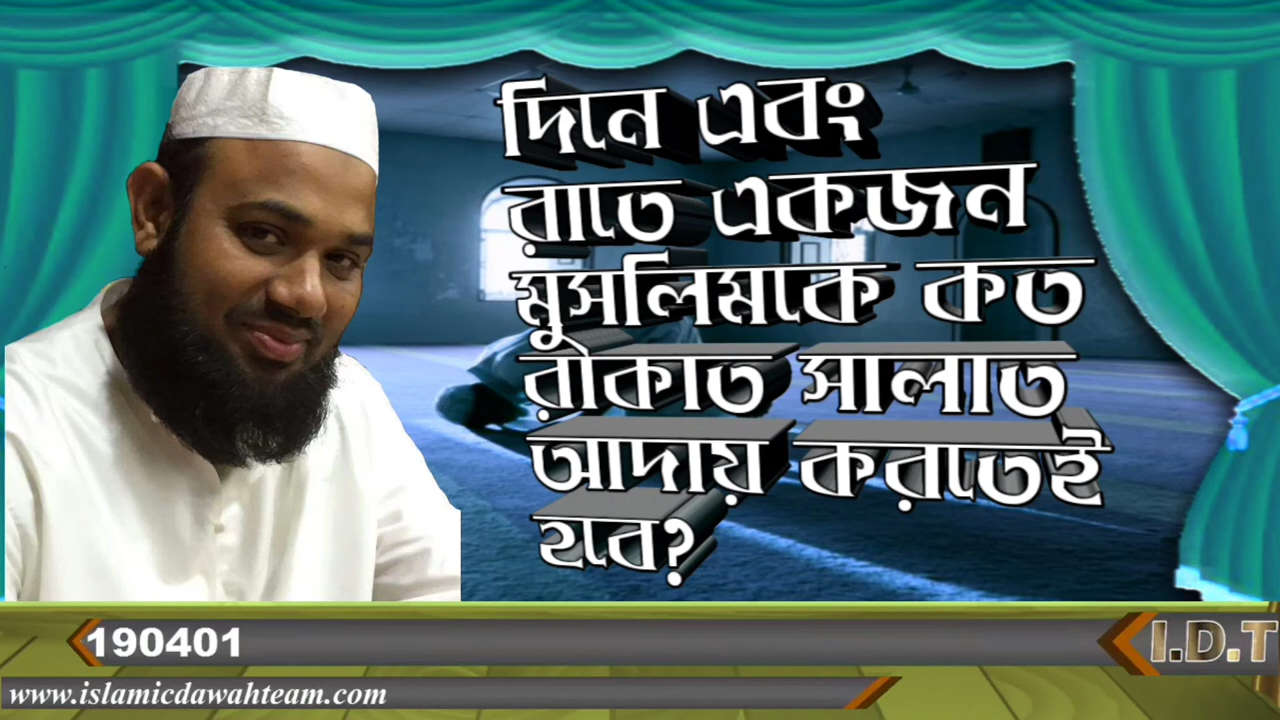 দিনে এবং
রাতে একজন
মুসলিমকে কত
রাকাত সালাত
আদায় করতেই
হবে?
190401
I.D.T
www.islamicdawahteam.com